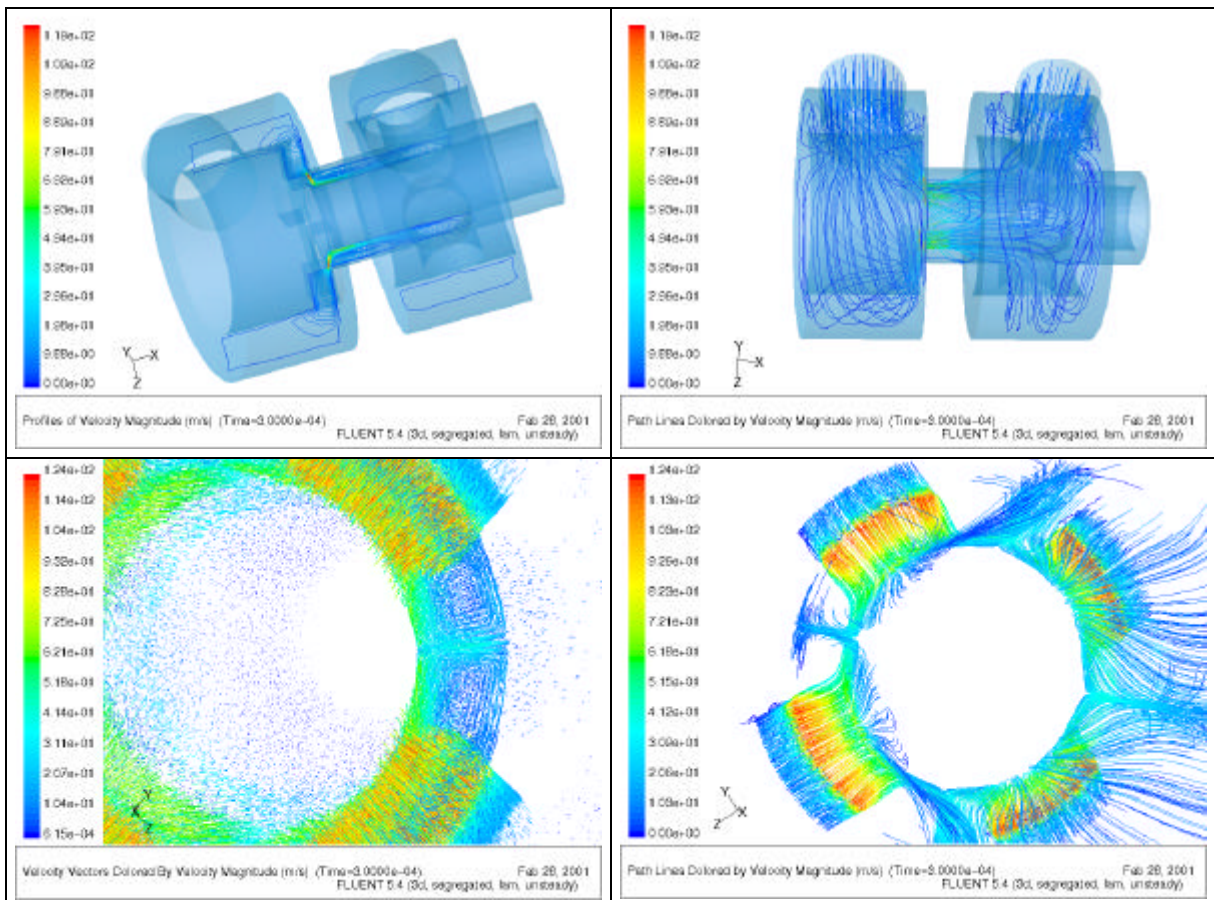 1.19e+02
1.09e+02
9.88e+01
8.89e+01
7.91e+01
6.92e+01
5.93e+01
4.94e+01
3.95e+01
2.96e+01
1.98e+01
9.88e+00
0.00e+00
Y
X
Z
Profiles of Velocity Magnitude (m/s) (Time=3.0000e-04)
Feb 28, 2001
FLUENT 5.4 (3d, segregated, lam, unsteady)
1.19e+02
1.09e+02
9.88e+01
8.89e+01
7.91e+01
6.92e+01
5.93e+01
4.94e+01
3.95e+01
2.96e+01
1.98e+01
9.88e+00
0.00e+00
Y
X
Z
Path Lines Colored by Velocity Magnitude (m/s) (Time=3.0000e-04)
Feb 28, 2001
FLUENT 5.4 (3d, segregated, lam, unsteady)
1.24e+02
1.14e+02
1.04e+02
9.32e+01
8.28e+01
7.25e+01
6.21e+01
5.18e+01
4.14e+01
3.11e+01
2.07e+01
1.04e+01
6.15e-04
Y
X
Z
Velocity Vectors Colored By Velocity Magnitude (m/s) (Time=3.0000e-04)
Feb 28, 2001
FLUENT 5.4 (3d, segregated, lam, unsteady)
1.24e+02
1.13e+02
1.03e+02
9.26e+01
8.23e+01
7.21e+01
6.18e+01
5.15e+01
4.12e+01
3.09e+01
2.06e+01
1.03e+01
0.00e+00
Y
X
Z
Path Lines Colored by Velocity Magnitude (m/s) (Time=3.0000e-04)
Feb 28, 2001
FLUENT 5.4 (3d, segregated, lam, unsteady)